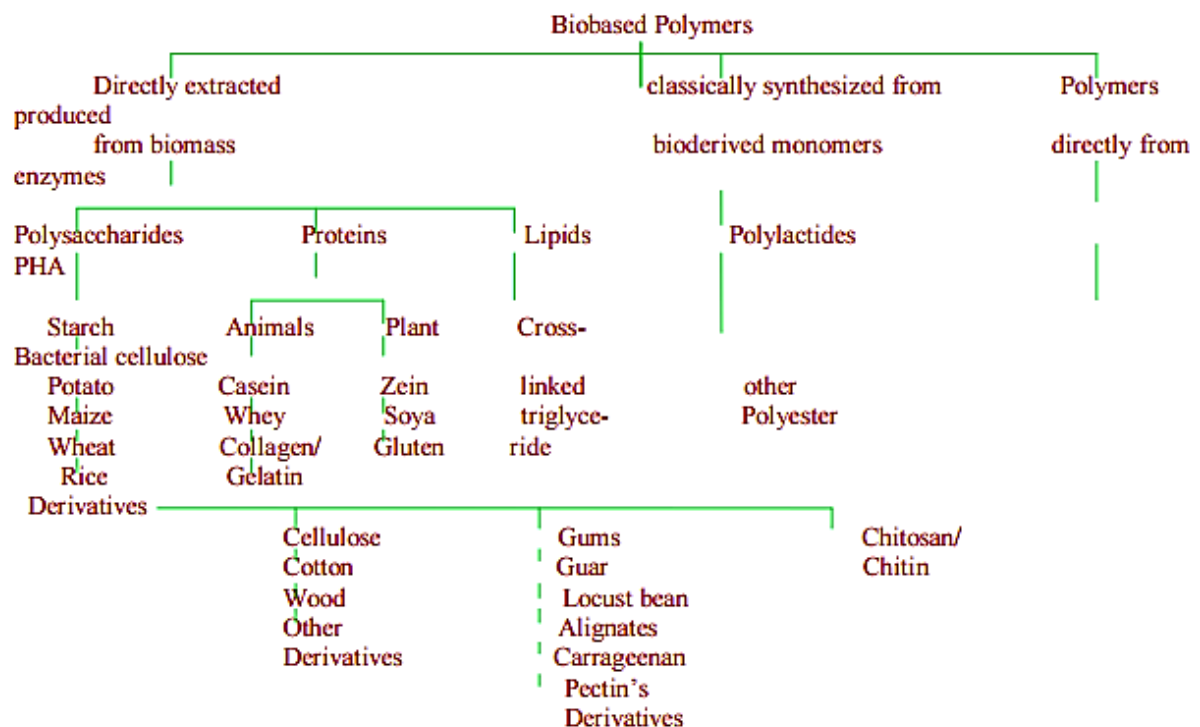 Biobased Polymers
Directly extracted classically synthesized from Polymers
produced
from biomass bioderived monomers directly from
enzymes
Polysaccharides Proteins Lipids Polylactides
PHA
Starch Animals Plant Cross-
Bacterial cellulose
Potato Casein Zein linked other
Maize Whey Soya triglyce- Polyester
Wheat Collagen/ Gluten ride
Rice Gelatin
Derivatives
Cellulose Gums Chitosan/
Cotton Guar Chitin
Wood Locust bean
Other Alignates
Derivatives Carrageenan
Pectin's
Derivatives